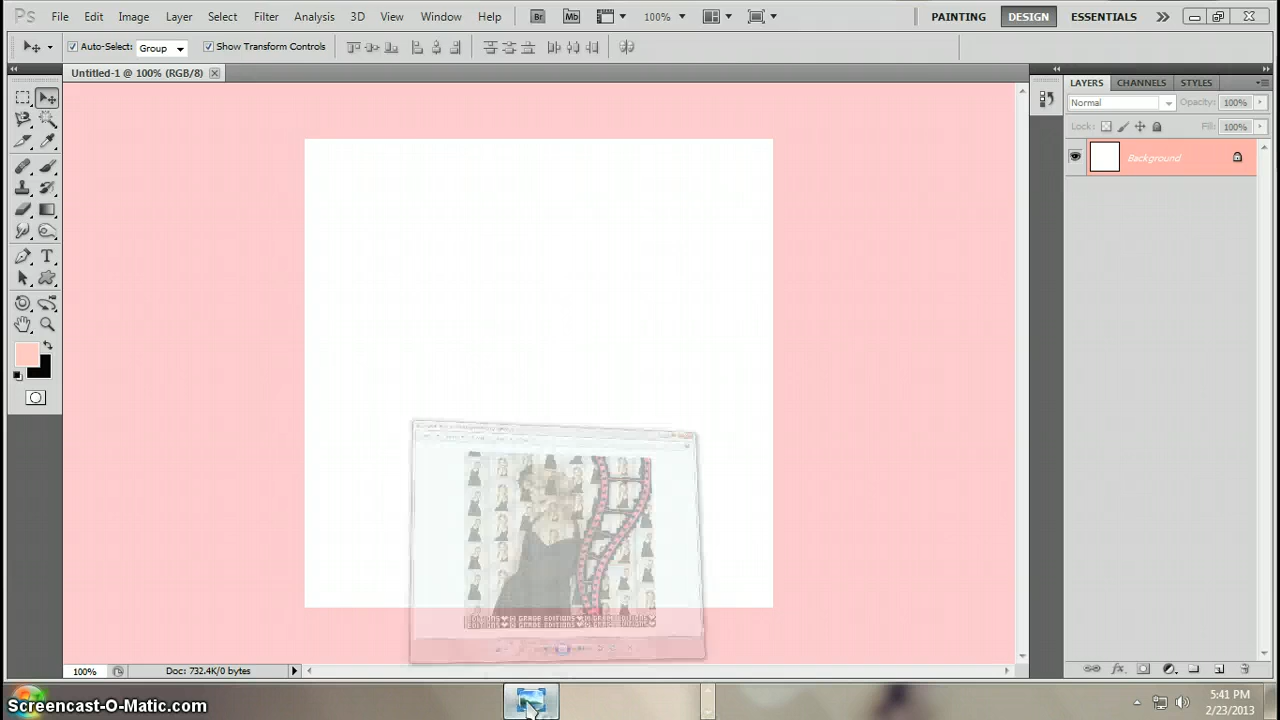 Ps File Edit Image Layer Select Filter Analysis 3D View Window Help Br Mb 100% PAINTING DESIGN ESSENTIALS
Auto-Select: Group Show Transform Controls
Untitled-1 @ 100% (RGB/8)
LAYERS CHANNELS STYLES
Normal Opacity: 100%
Lock: Fill: 100%
Background
100% Doc: 732.4K/0 bytes
Screencast-O-Matic.com
5:41 PM
2/23/2013